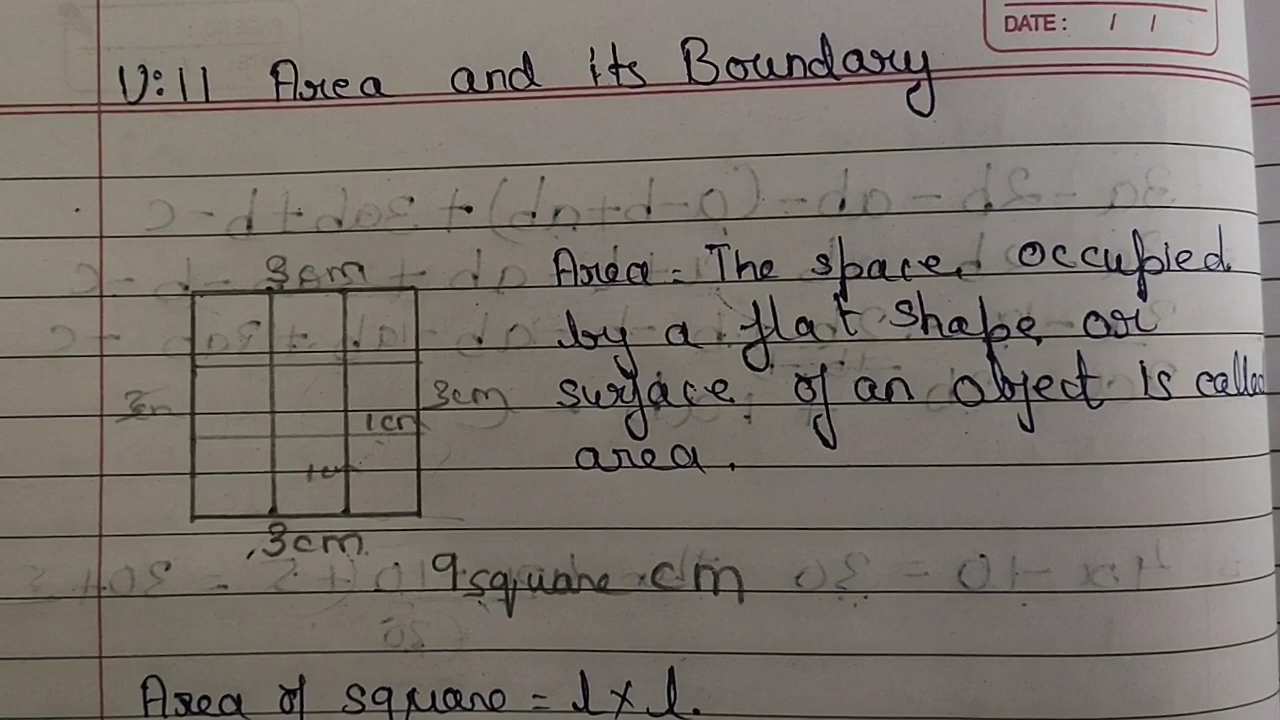 DATE: / /
U:11 Area and its Boundary
3cm
Area - The space occupied
by a flat shape or
3cm surface of an object is called
1cm
1cm
area.
3cm
9 square cm
Area of square = l x l.